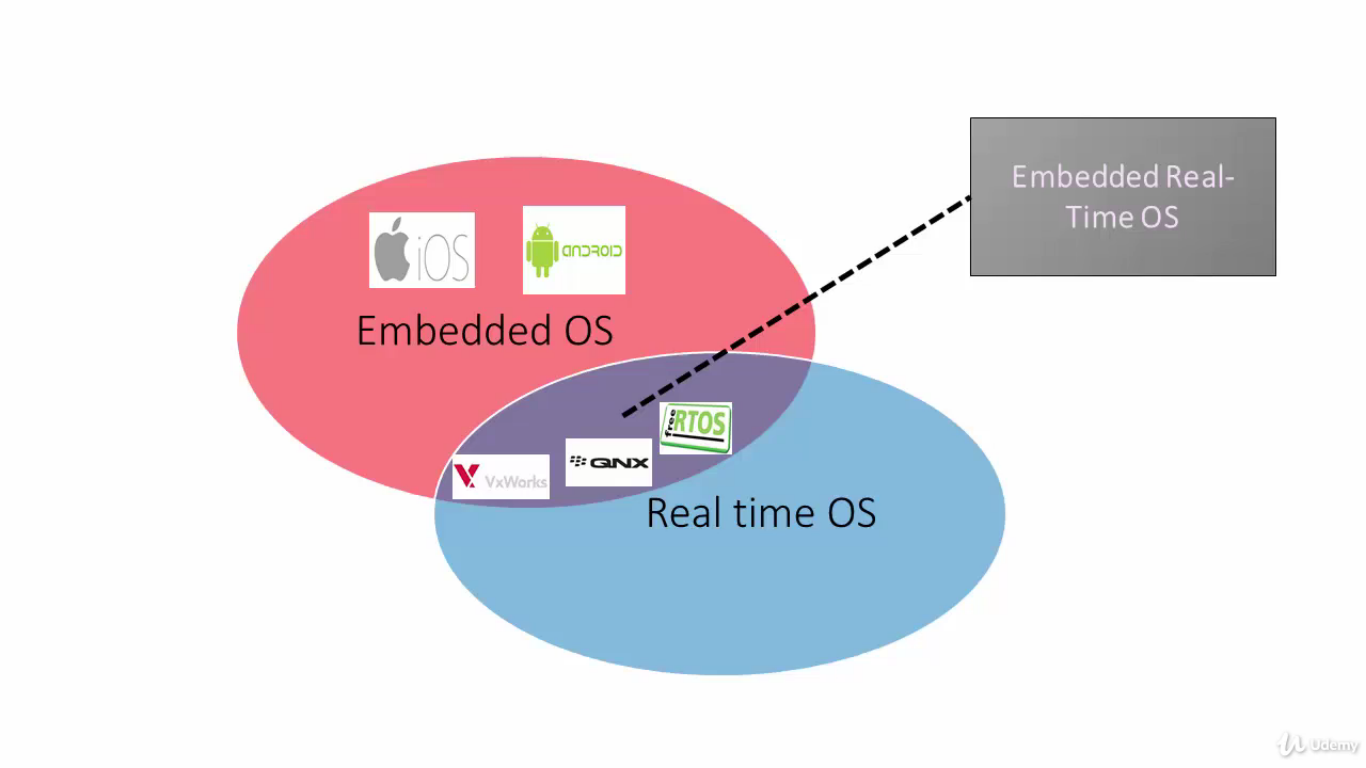 Embedded Real-
Time OS
iOS
ANDROID
Embedded OS
free RTOS
QNX
VxWorks
Real time OS
Udemy